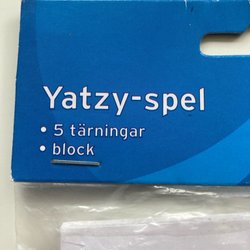 Yatzy-spel
• 5 tärningar
• block